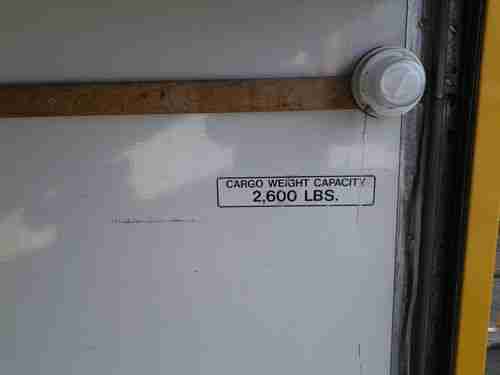 CARGO WEIGHT CAPACITY
2,600 LBS.